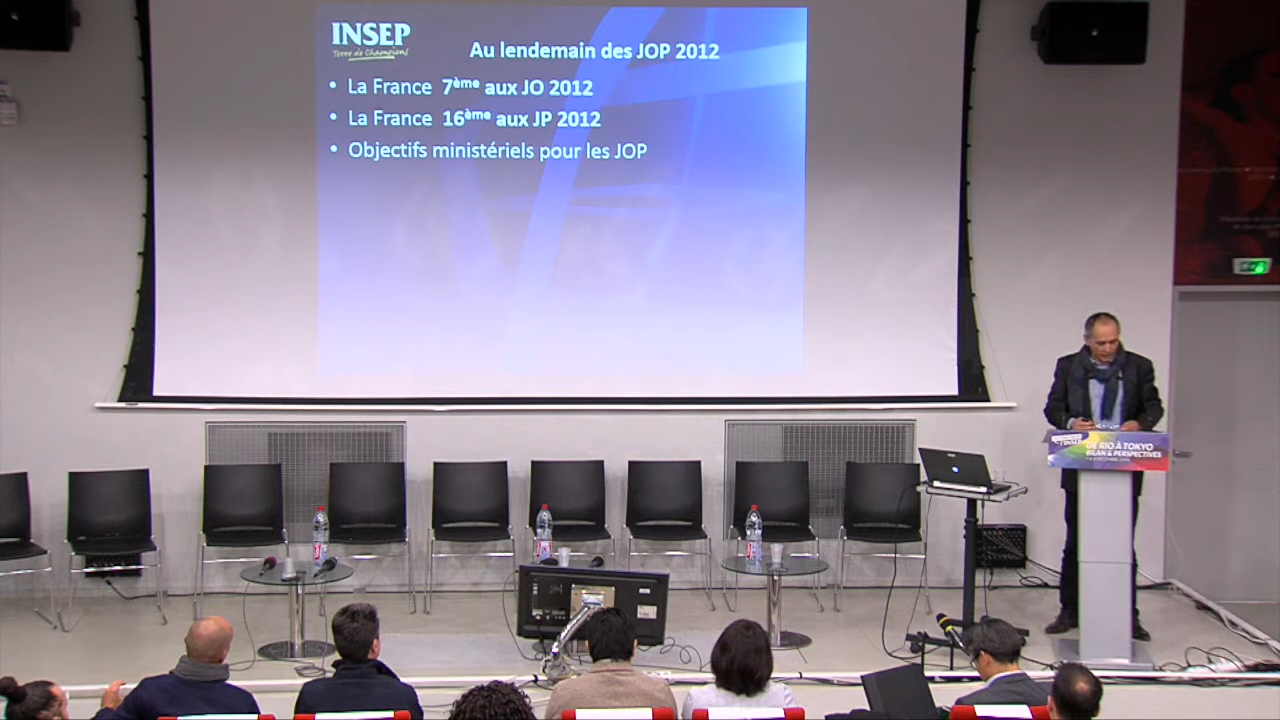 INSEP
Terre de Champions
Au lendemain des JOP 2012
• La France 7ème aux JO 2012
• La France 16ème aux JP 2012
• Objectifs ministériels pour les JOP
DE RIO À TOKYO
BILAN & PERSPECTIVES